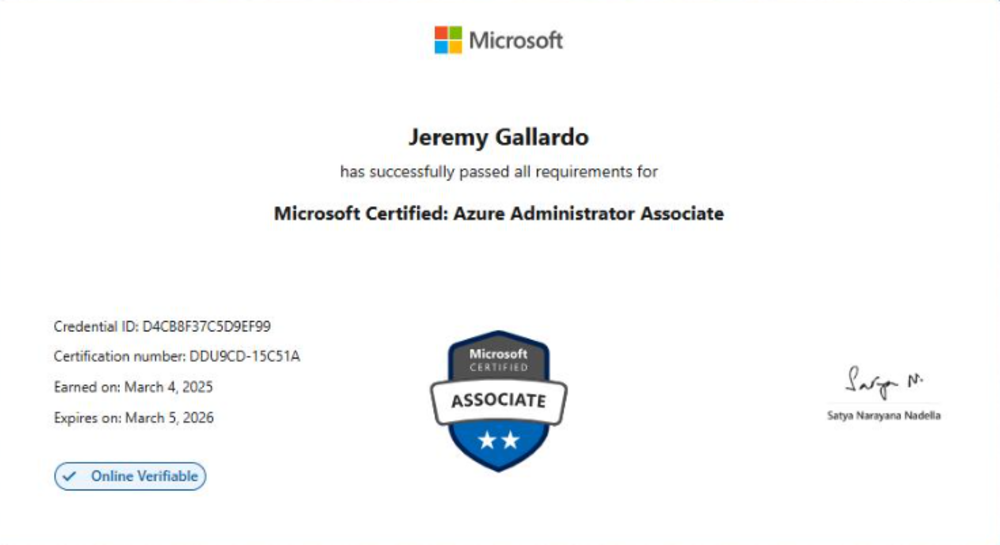 Microsoft
Jeremy Gallardo
has successfully passed all requirements for
Microsoft Certified: Azure Administrator Associate
Credential ID: D4CB8F37C5D9EF99
Certification number: DDU9CD-15C51A
Earned on: March 4, 2025
Expires on: March 5, 2026
Online Verifiable
Microsoft
CERTIFIED
ASSOCIATE
Satya N.
Satya Narayana Nadella